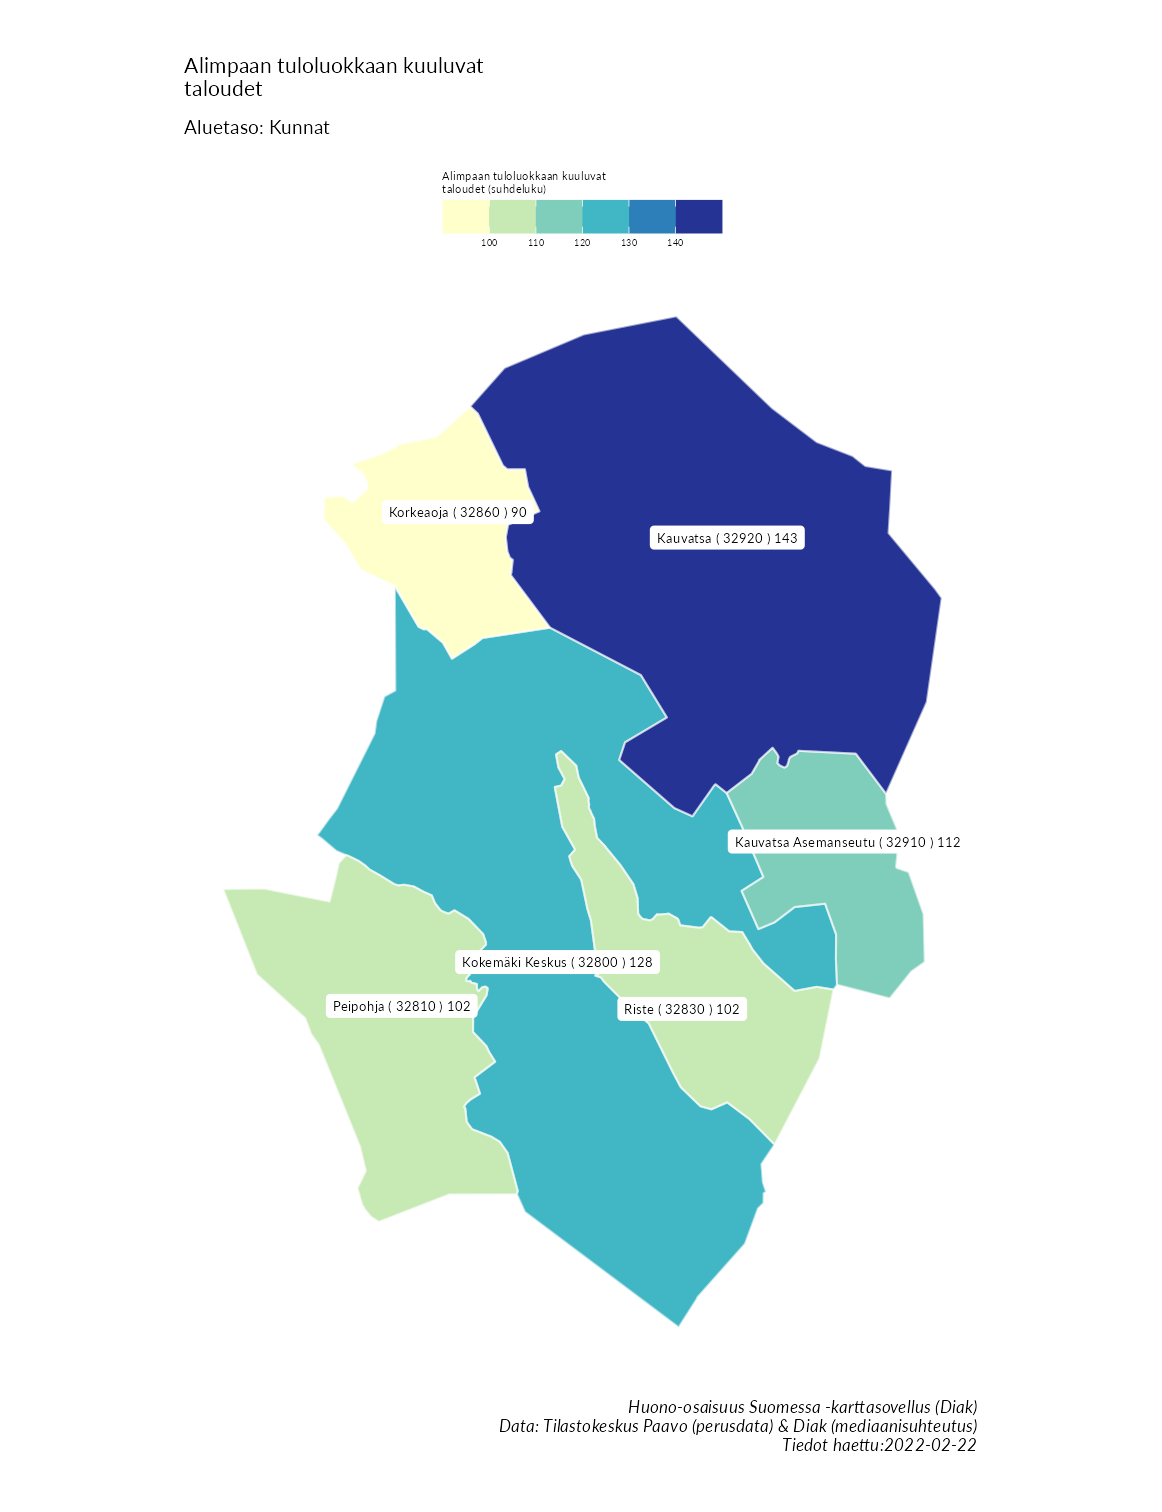 Alimpaan tuloluokkaan kuuluvat
taloudet
Aluetaso: Kunnat
Alimpaan tuloluokkaan kuuluvat
taloudet (suhdeluku)
100 110 120 130 140
Korkeaoja ( 32860 ) 90
Kauvatsa ( 32920 ) 143
Kauvatsa Asemanseutu ( 32910 ) 112
Kokemäki Keskus ( 32800 ) 128
Peipohja ( 32810 ) 102
Riste ( 32830 ) 102
Huono-osaisuus Suomessa -karttasovellus (Diak)
Data: Tilastokeskus Paavo (perusdata) & Diak (mediaanisuhteutus)
Tiedot haettu:2022-02-22